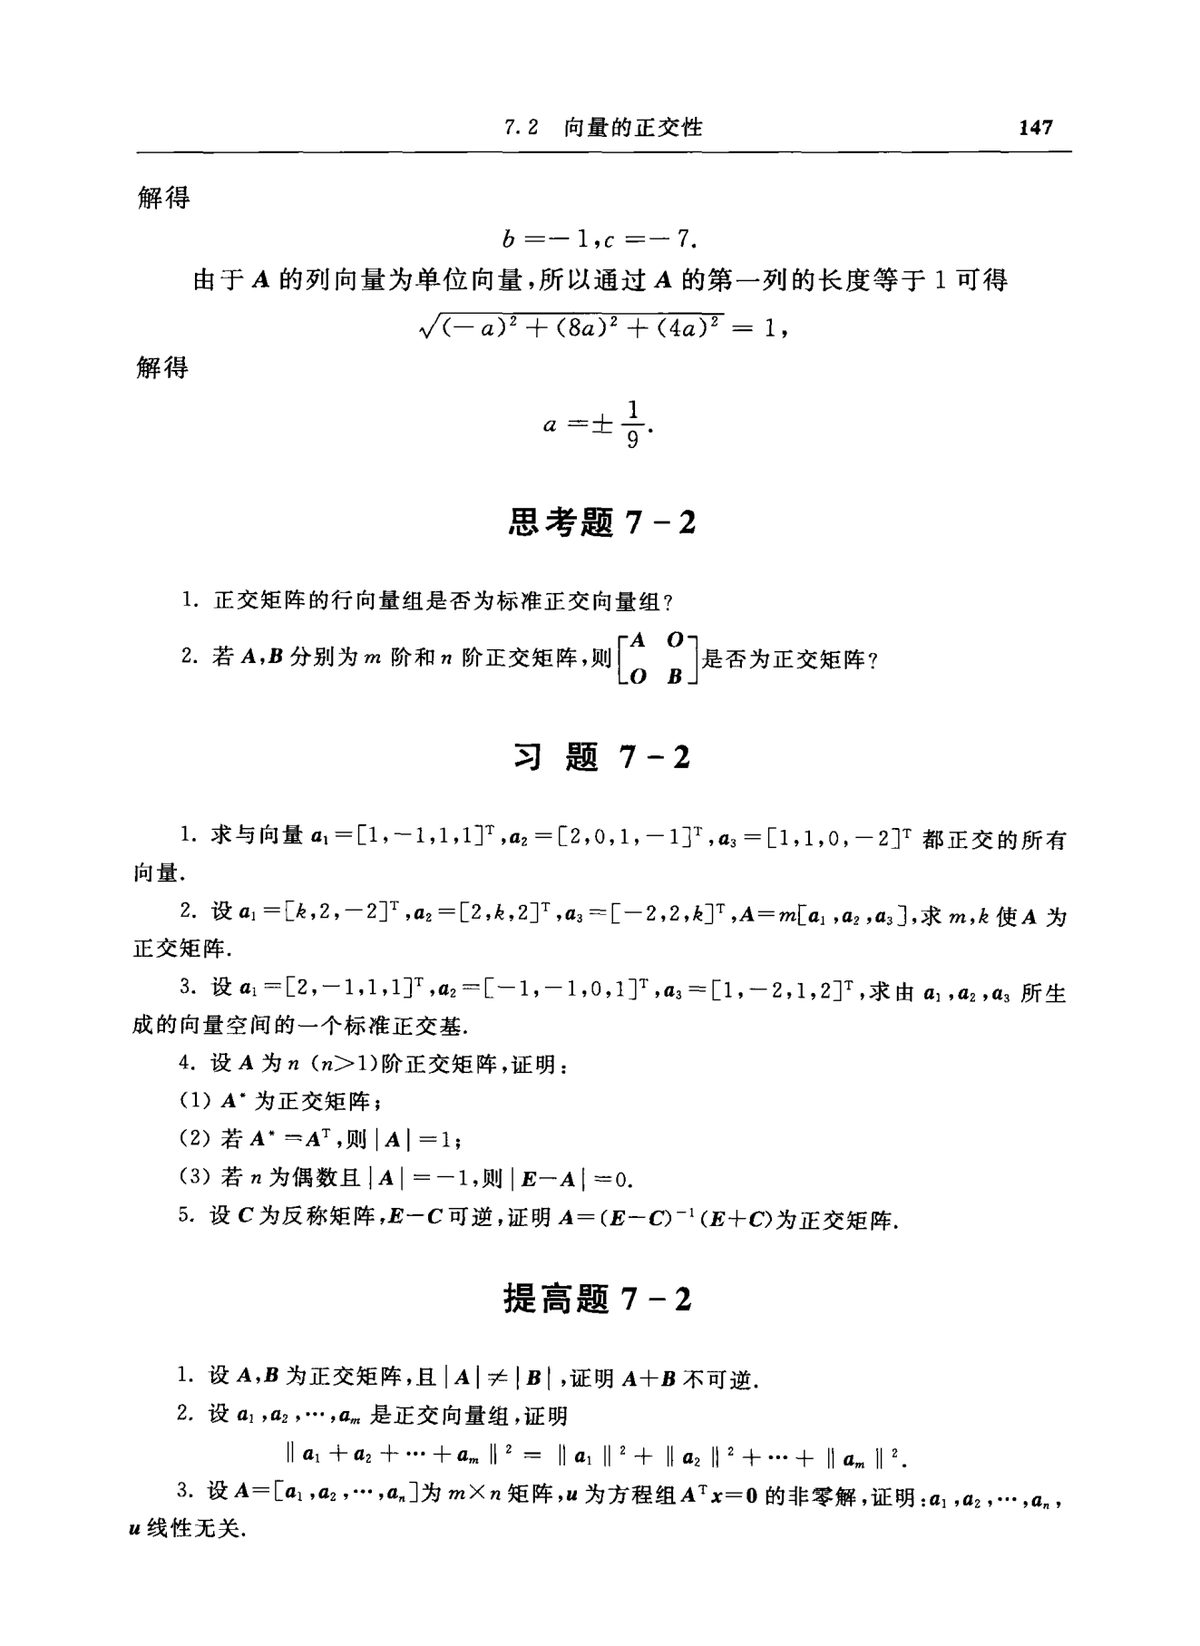 7.2 向量的正交性 147
解得
b=-1,c=-7.
由于 A 的列向量为单位向量,所以通过 A 的第一列的长度等于 1 可得
√((-a)²+(8a)²+(4a)²) = 1,
解得
a=±1/9.
思考题 7-2
1. 正交矩阵的行向量组是否为标准正交向量组?
2. 若 A,B 分别为 m 阶和 n 阶正交矩阵,则[A O; O B]是否为正交矩阵?
习 题 7-2
1. 求与向量 a₁=[1,-1,1,1]ᵀ,a₂=[2,0,1,-1]ᵀ,a₃=[1,1,0,-2]ᵀ 都正交的所有
向量.
2. 设 a₁=[k,2,-2]ᵀ,a₂=[2,k,2]ᵀ,a₃=[-2,2,k]ᵀ,A=m[a₁,a₂,a₃],求 m,k 使 A 为
正交矩阵.
3. 设 a₁=[2,-1,1,1]ᵀ,a₂=[-1,-1,0,1]ᵀ,a₃=[1,-2,1,2]ᵀ,求由 a₁,a₂,a₃ 所生
成的向量空间的一个标准正交基.
4. 设 A 为 n (n>1)阶正交矩阵,证明:
(1) A* 为正交矩阵;
(2) 若 A*=Aᵀ,则|A|=1;
(3) 若 n 为偶数且|A|=-1,则|E-A|=0.
5. 设 C 为反称矩阵,E-C 可逆,证明 A=(E-C)⁻¹(E+C)为正交矩阵.
提高题 7-2
1. 设 A,B 为正交矩阵,且|A|≠|B|,证明 A+B 不可逆.
2. 设 a₁,a₂,⋯,aₘ 是正交向量组,证明
‖a₁+a₂+⋯+aₘ‖² = ‖a₁‖²+‖a₂‖²+⋯+‖aₘ‖².
3. 设 A=[a₁,a₂,⋯,aₙ]为 m×n 矩阵,u 为方程组 Aᵀx=0 的非零解,证明:a₁,a₂,⋯,aₙ,
u 线性无关.